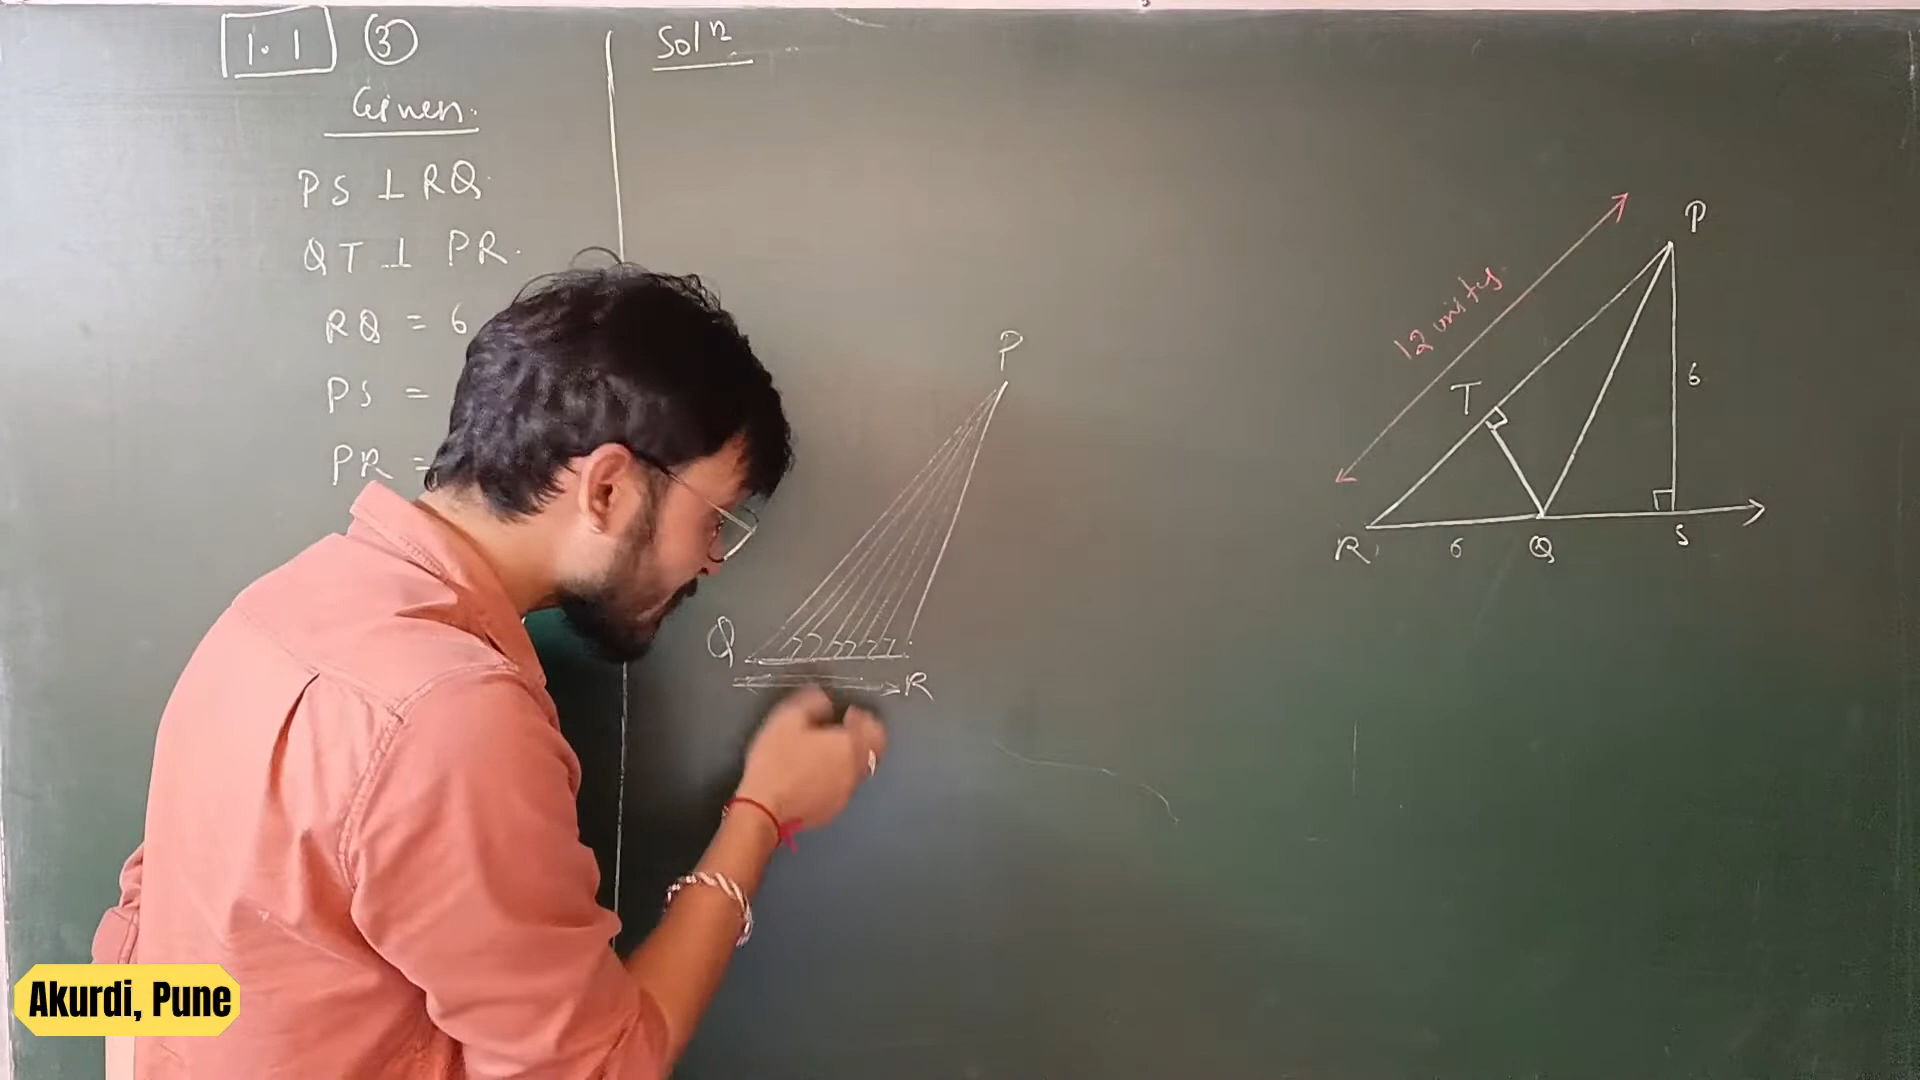 1.1 ③
Given.
PS ⊥ RQ.
QT ⊥ PR.
RQ = 6
PS =
PR =
Solⁿ
P
Q
R
12 units
P
T
6
R 6 Q S
Akurdi, Pune